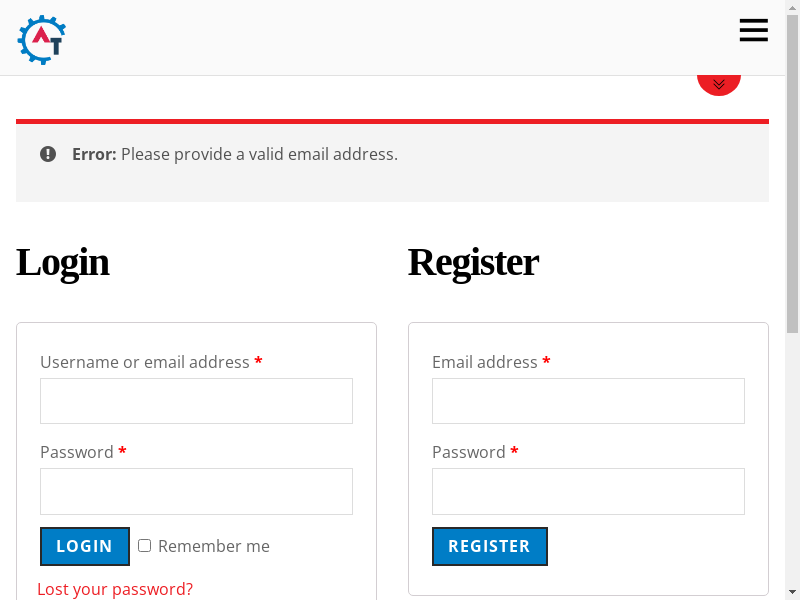 AT
Error: Please provide a valid email address.
Login
Username or email address *
Password *
LOGIN
Remember me
Lost your password?
Register
Email address *
Password *
REGISTER